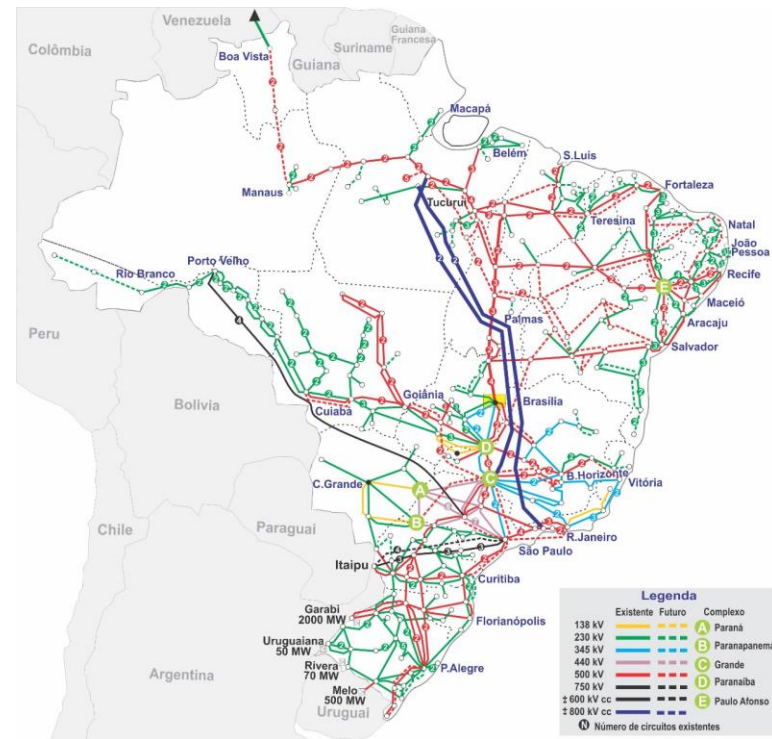 Venezuela
Guiana
Francesa
Suriname
Colômbia
Guiana
Boa Vista
Macapá
Belém
S.Luis
Fortaleza
Manaus
Tucuruí
Teresina
Natal
João
Pessoa
Porto Velho
Rio Branco
E
Recife
Maceió
Palmas
Aracaju
Peru
Salvador
Bolivia
Cuiabá
Goiânia
Brasília
D
B.Horizonte
C
Vitória
C.Grande
A
B
R.Janeiro
Paraguai
São Paulo
Chile
Itaipu
Curitiba
Garabi
2000 MW
Florianópolis
Uruguaiana
50 MW
Rivera
70 MW
P.Alegre
Melo
500 MW
Argentina
Uruguai
Legenda
Existente Futuro Complexo
138 kV A Paraná
230 kV
345 kV B Paranapanema
440 kV C Grande
500 kV D Paranaiba
750 kV
±600 kV cc E Paulo Afonso
±800 kV cc
N Número de circuitos existentes